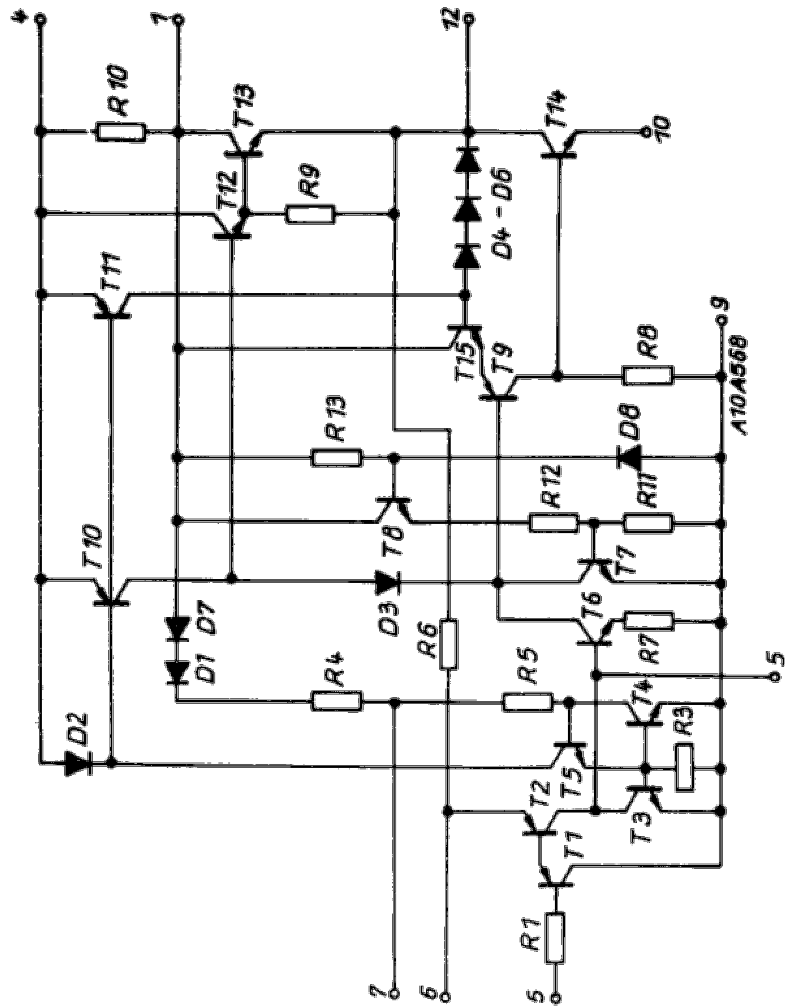 4
D2
T10
T11
R10
1
D1
D7
T12
T13
R4
R13
R9
7
D3
T8
6
R6
12
T15
T9
D4 - D6
5
R1
T2
R5
R12
T14
T1
T5
T6
T3
T4
R7
T7
R11
D8
R8
10
R3
9
A10A568
5